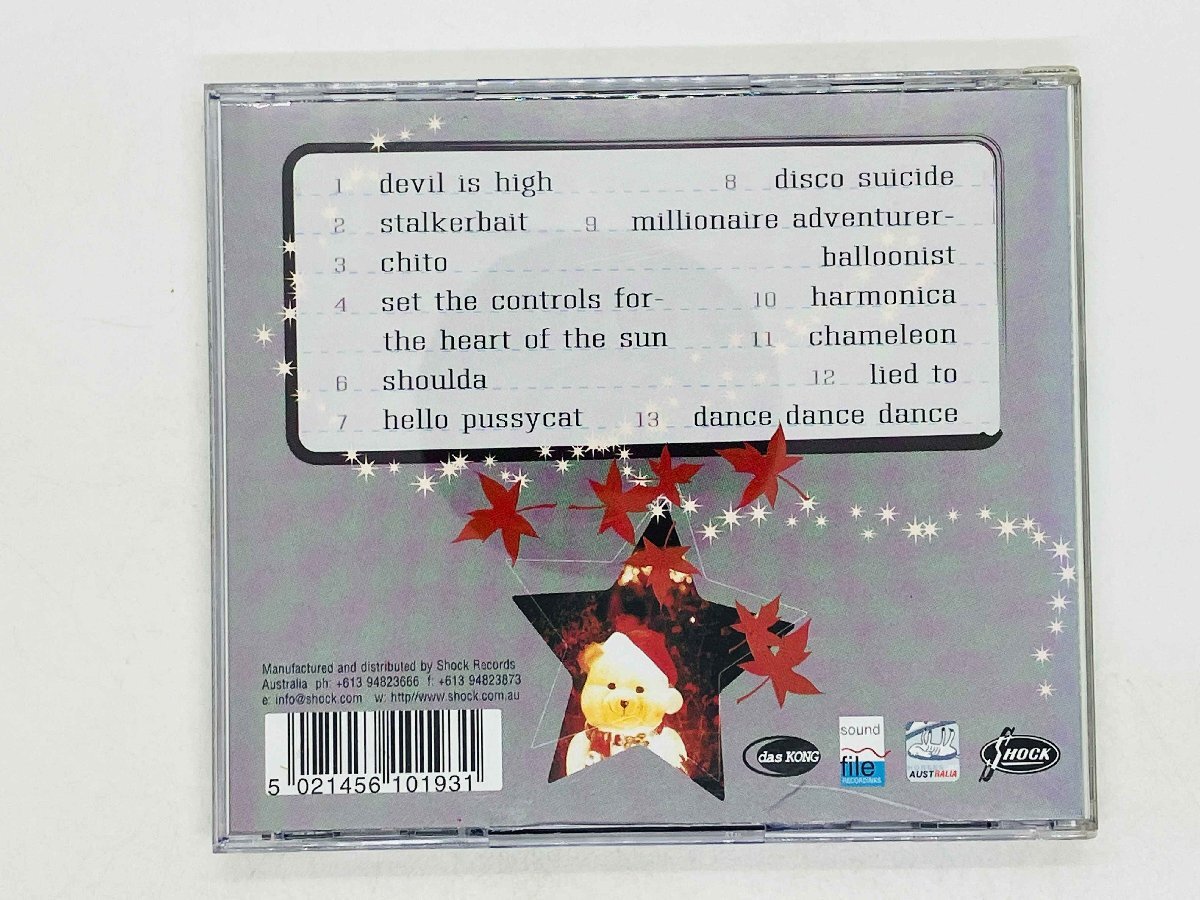 1 devil is high
2 stalkerbait
3 chito
4 set the controls for-
the heart of the sun
6 shoulda
7 hello pussycat
8 disco suicide
9 millionaire adventurer-
balloonist
10 harmonica
11 chameleon
12 lied to
13 dance dance dance
Manufactured and distributed by Shock Records
Australia ph: +613 94823666 f: +613 94823873
e: info@shock.com w: http//www.shock.com.au
5 021456 101931
das KONG
sound
file
RECORDINGS
AUSTRALIA
SHOCK